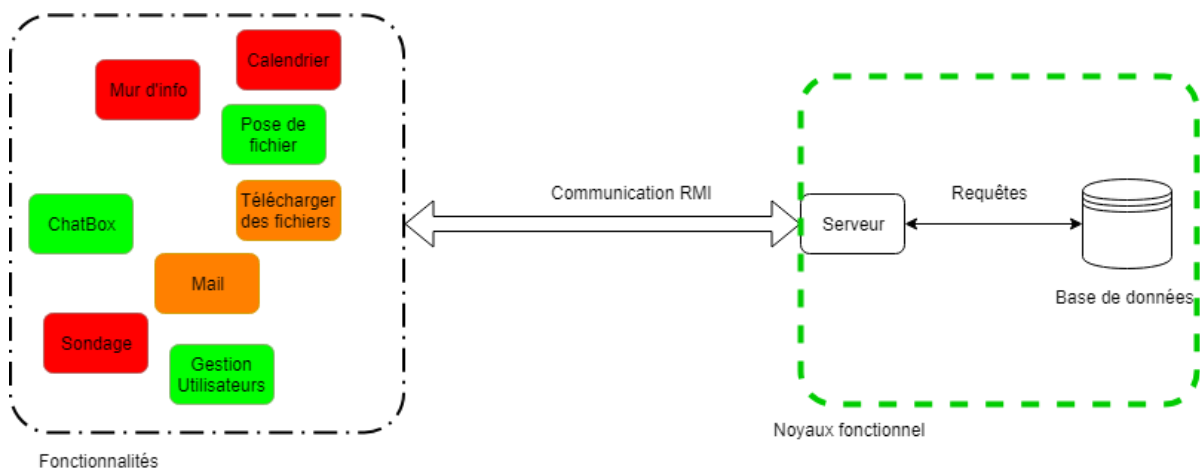 Calendrier
Mur d'info
Pose de
fichier
Télécharger
des fichiers
ChatBox
Mail
Sondage
Gestion
Utilisateurs
Fonctionnalités
Communication RMI
Serveur
Requêtes
Base de données
Noyaux fonctionnel